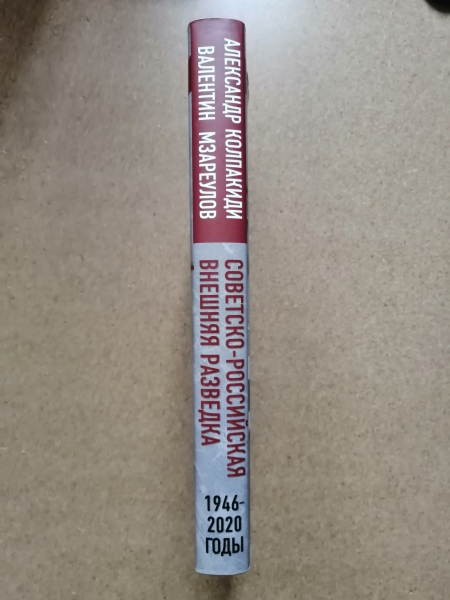 АЛЕКСАНДР КОЛПАКИДИ
ВАЛЕНТИН МЗАРЕУЛОВ
СОВЕТСКО-РОССИЙСКАЯ
ВНЕШНЯЯ РАЗВЕДКА
1946-
2020
ГОДЫ